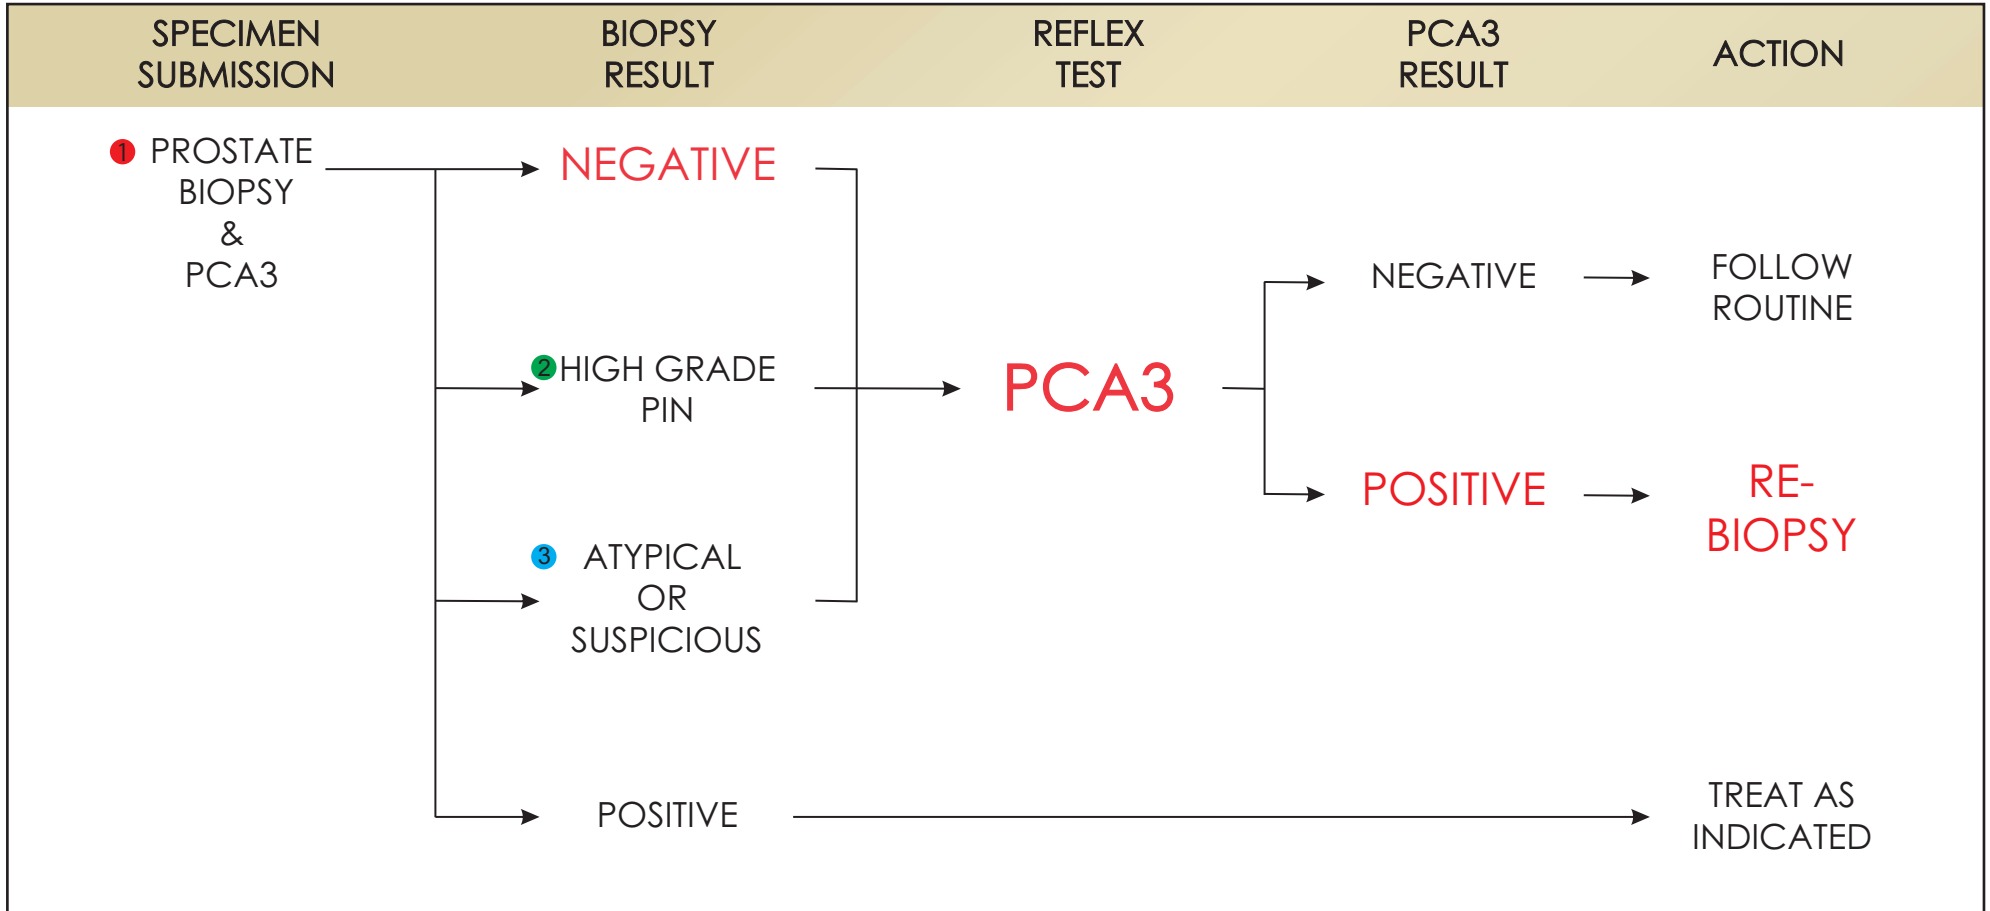 SPECIMEN
SUBMISSION
BIOPSY
RESULT
REFLEX
TEST
PCA3
RESULT
ACTION
1 PROSTATE
BIOPSY
&
PCA3
NEGATIVE
2 HIGH GRADE
PIN
3 ATYPICAL
OR
SUSPICIOUS
POSITIVE
PCA3
NEGATIVE
POSITIVE
FOLLOW
ROUTINE
RE-
BIOPSY
TREAT AS
INDICATED